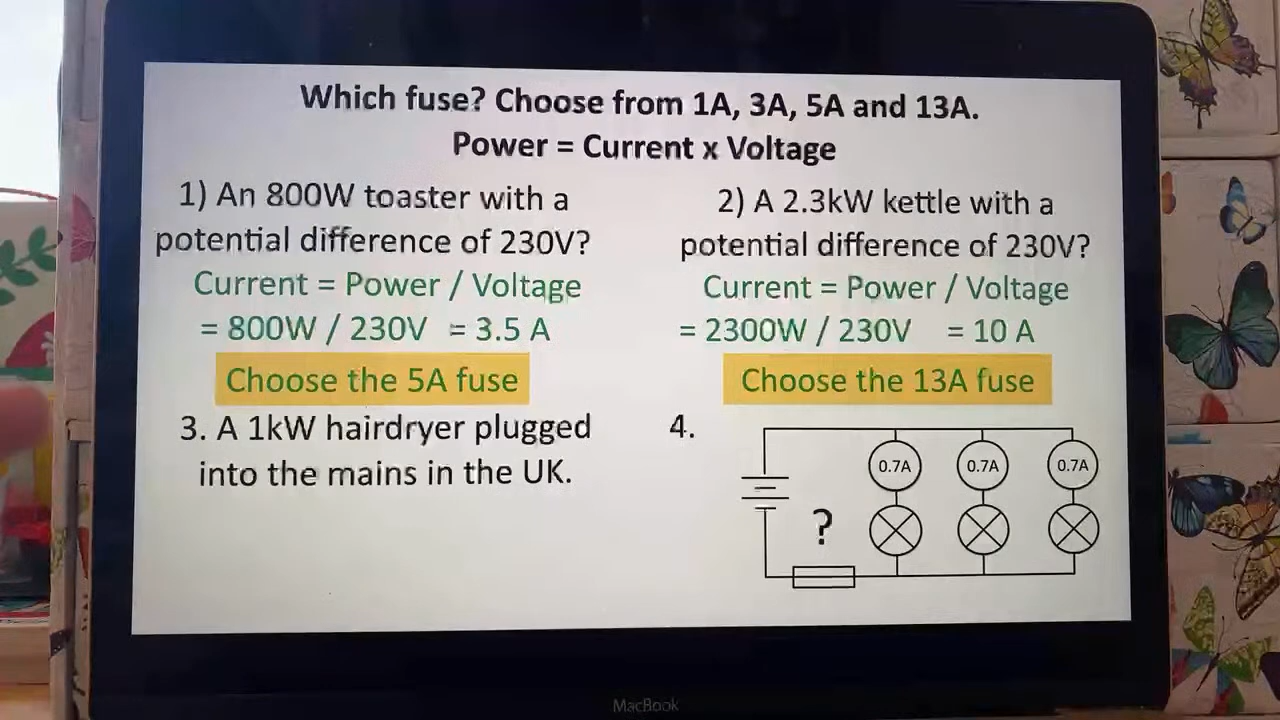 Which fuse? Choose from 1A, 3A, 5A and 13A.
Power = Current x Voltage
1) An 800W toaster with a
potential difference of 230V?
Current = Power / Voltage
= 800W / 230V = 3.5 A
Choose the 5A fuse
2) A 2.3kW kettle with a
potential difference of 230V?
Current = Power / Voltage
= 2300W / 230V = 10 A
Choose the 13A fuse
3. A 1kW hairdryer plugged
into the mains in the UK.
4.
0.7A 0.7A 0.7A
?
MacBook